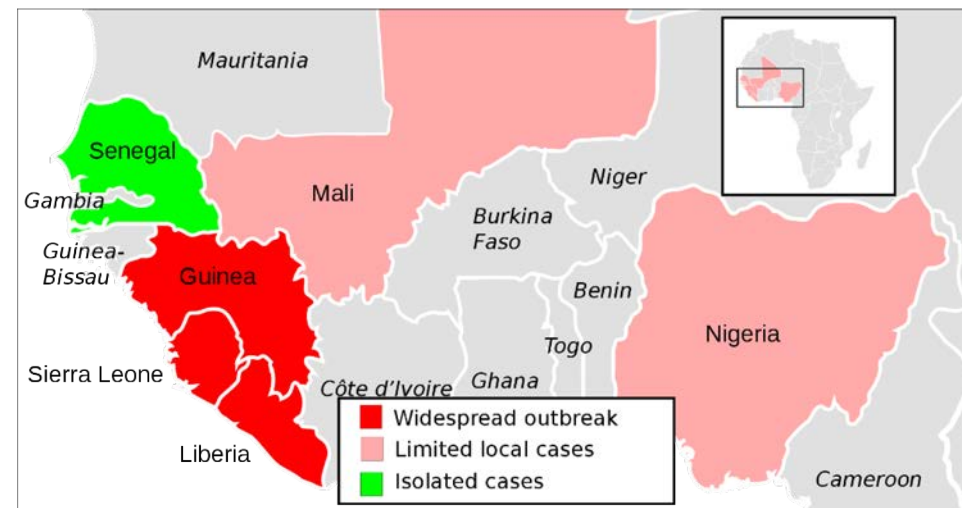 Mauritania
Senegal
Gambia
Mali
Niger
Burkina
Faso
Guinea-
Bissau
Guinea
Benin
Nigeria
Togo
Sierra Leone
Côte d'Ivoire
Ghana
Liberia
Widespread outbreak
Limited local cases
Isolated cases
Cameroon